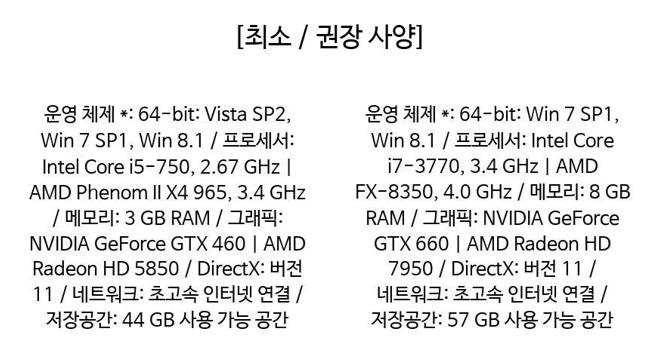 [최소 / 권장 사양]
운영 체제 *: 64-bit: Vista SP2,
Win 7 SP1, Win 8.1 / 프로세서:
Intel Core i5-750, 2.67 GHz |
AMD Phenom II X4 965, 3.4 GHz
/ 메모리: 3 GB RAM / 그래픽:
NVIDIA GeForce GTX 460 | AMD
Radeon HD 5850 / DirectX: 버전
11 / 네트워크: 초고속 인터넷 연결 /
저장공간: 44 GB 사용 가능 공간
운영 체제 *: 64-bit: Win 7 SP1,
Win 8.1 / 프로세서: Intel Core
i7-3770, 3.4 GHz | AMD
FX-8350, 4.0 GHz / 메모리: 8 GB
RAM / 그래픽: NVIDIA GeForce
GTX 660 | AMD Radeon HD
7950 / DirectX: 버전 11 /
네트워크: 초고속 인터넷 연결 /
저장공간: 57 GB 사용 가능 공간